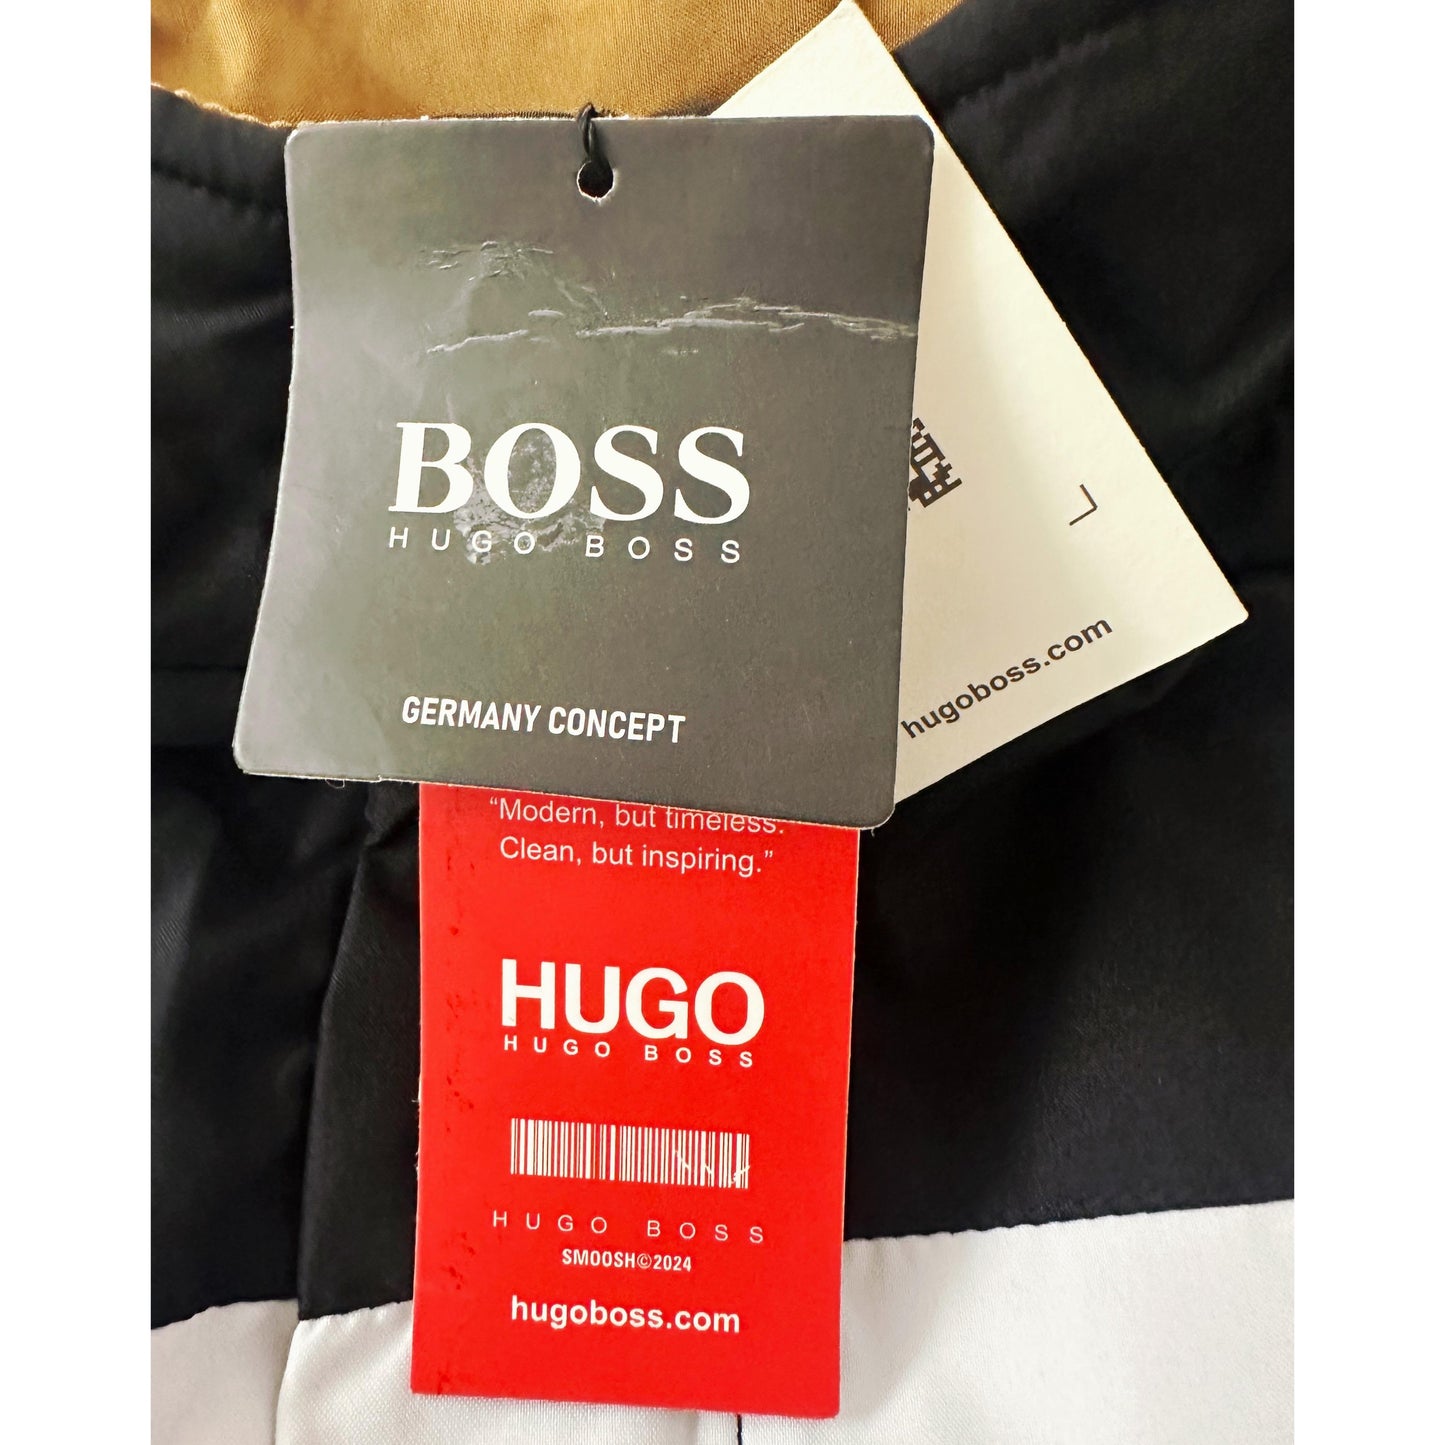 BOSS
HUGO BOSS
GERMANY CONCEPT
hugoboss.com
“Modern, but timeless.
Clean, but inspiring.”
HUGO
HUGO BOSS
HUGO BOSS
SMOOSH©2024
hugoboss.com